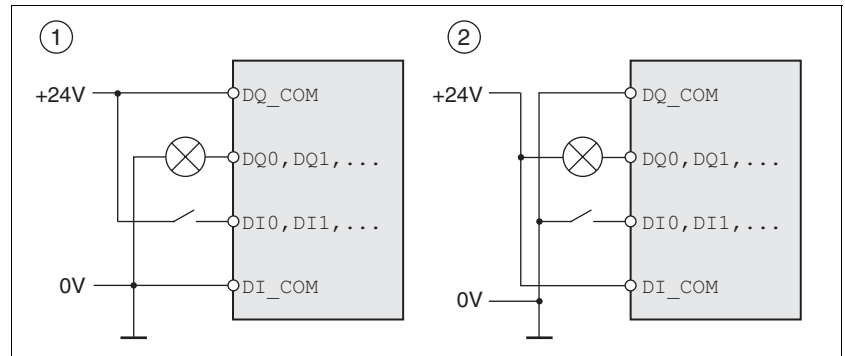 1
+24V
DQ_COM
DQ0,DQ1,...
DI0,DI1,...
0V
DI_COM
2
+24V
DQ_COM
DQ0,DQ1,...
DI0,DI1,...
DI_COM
0V